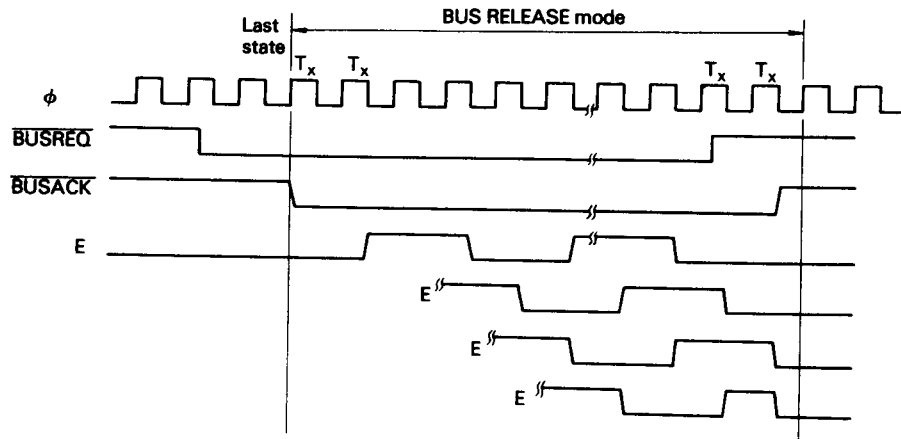 BUS RELEASE mode
Last
state
Tx Tx Tx Tx
φ
BUSREQ
BUSACK
E
E
E
E